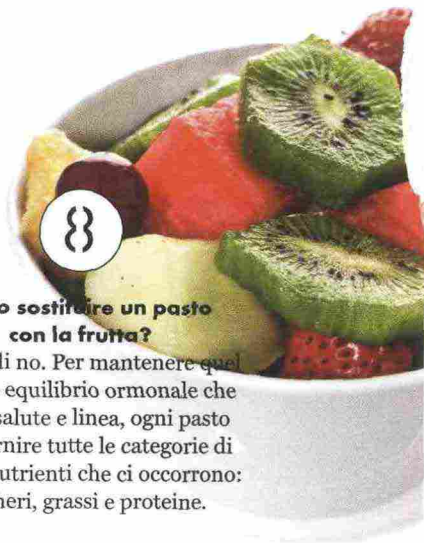 8
o sostituire un pasto
con la frutta?
di no. Per mantenere quel
equilibrio ormonale che
salute e linea, ogni pasto
rnire tutte le categorie di
utrienti che ci occorrono:
neri, grassi e proteine.